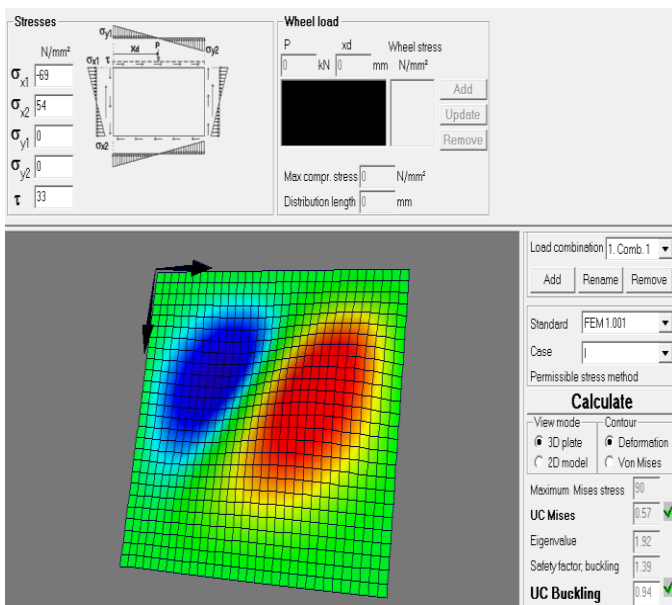 Stresses
N/mm²
σx1 -69
σx2 54
σy1 0
σy2 0
τ 33
σy1
Xd P
σy2
τ
σx1
σx2
Wheel load
P xd Wheel stress
0 kN 0 mm N/mm²
Add
Update
Remove
Max compr. stress 0 N/mm²
Distribution length 0 mm
Load combination 1. Comb. 1
Add Rename Remove
Standard FEM 1.001
Case I
Permissible stress method
Calculate
View mode Contour
3D plate Deformation
2D model Von Mises
Maximum Mises stress 90
UC Mises 0.57
Eigenvalue 1.92
Safety factor, buckling 1.39
UC Buckling 0.94